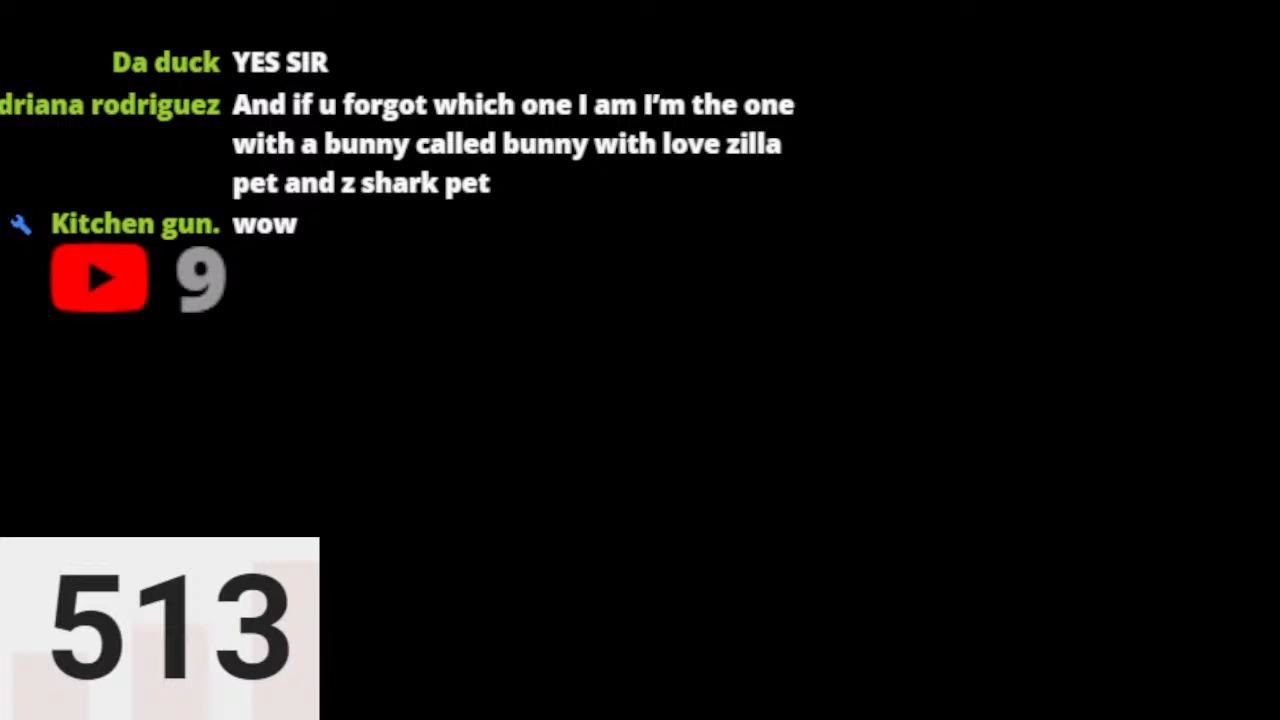 Da duck YES SIR
driana rodriguez And if u forgot which one I am I’m the one
with a bunny called bunny with love zilla
pet and z shark pet
Kitchen gun. wow
9
513